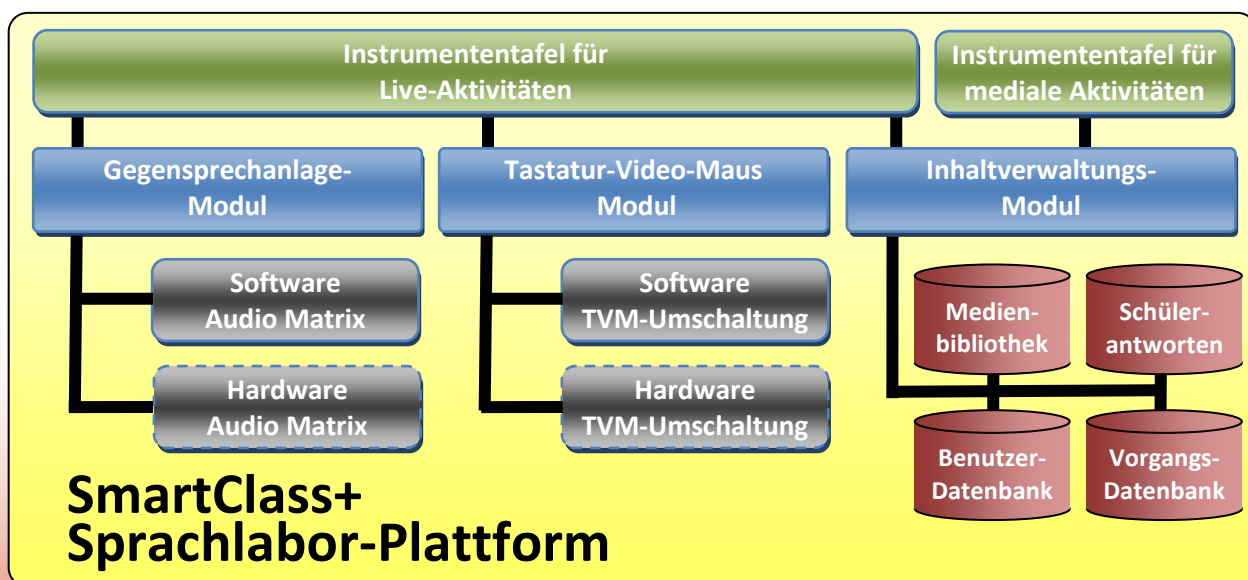 Instrumententafel für
Live-Aktivitäten
Instrumententafel für
mediale Aktivitäten
Gegensprechanlage-
Modul
Tastatur-Video-Maus
Modul
Inhaltverwaltungs-
Modul
Software
Audio Matrix
Software
TVM-Umschaltung
Medien-
bibliothek
Schüler-
antworten
Hardware
Audio Matrix
Hardware
TVM-Umschaltung
Benutzer-
Datenbank
Vorgangs-
Datenbank
SmartClass+
Sprachlabor-Plattform